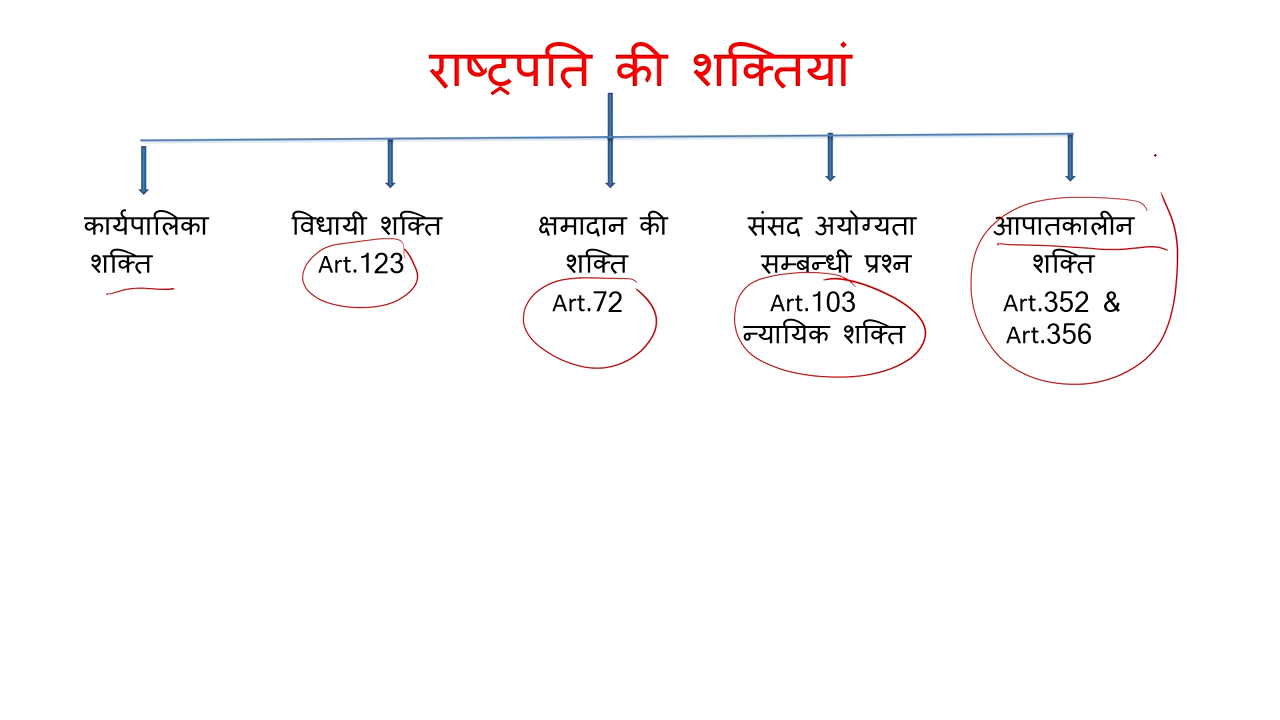 राष्ट्रपति की शक्तियां
कार्यपालिका
शक्ति
विधायी शक्ति
Art.123
क्षमादान की
शक्ति
Art.72
संसद अयोग्यता
सम्बन्धी प्रश्न
Art.103
न्यायिक शक्ति
आपातकालीन
शक्ति
Art.352 &
Art.356